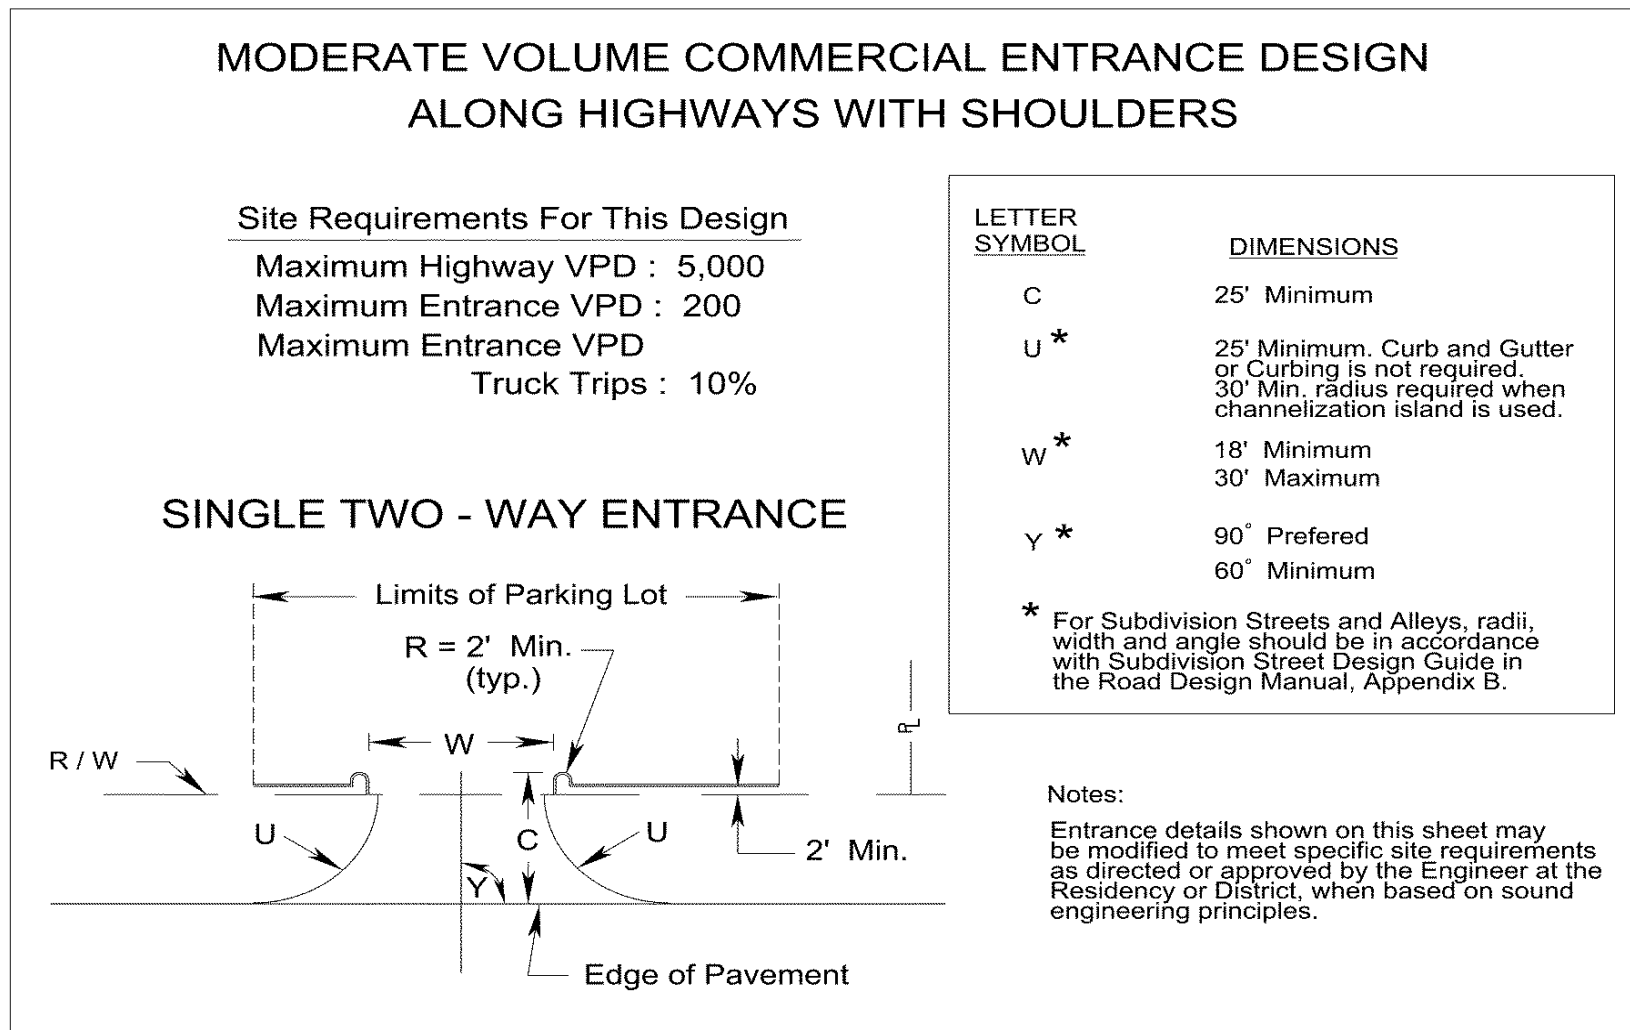 MODERATE VOLUME COMMERCIAL ENTRANCE DESIGN
ALONG HIGHWAYS WITH SHOULDERS
Site Requirements For This Design
Maximum Highway VPD : 5,000
Maximum Entrance VPD : 200
Maximum Entrance VPD
Truck Trips : 10%
LETTER
SYMBOL
DIMENSIONS
C
25' Minimum
U *
25' Minimum. Curb and Gutter
or Curbing is not required.
30' Min. radius required when
channelization island is used.
W *
18' Minimum
30' Maximum
Y *
90° Prefered
60° Minimum
* For Subdivision Streets and Alleys, radii,
width and angle should be in accordance
with Subdivision Street Design Guide in
the Road Design Manual, Appendix B.
SINGLE TWO - WAY ENTRANCE
Limits of Parking Lot
R = 2' Min.
(typ.)
PL
W
R / W
U
C
U
2' Min.
Y
Edge of Pavement
Notes:
Entrance details shown on this sheet may
be modified to meet specific site requirements
as directed or approved by the Engineer at the
Residency or District, when based on sound
engineering principles.